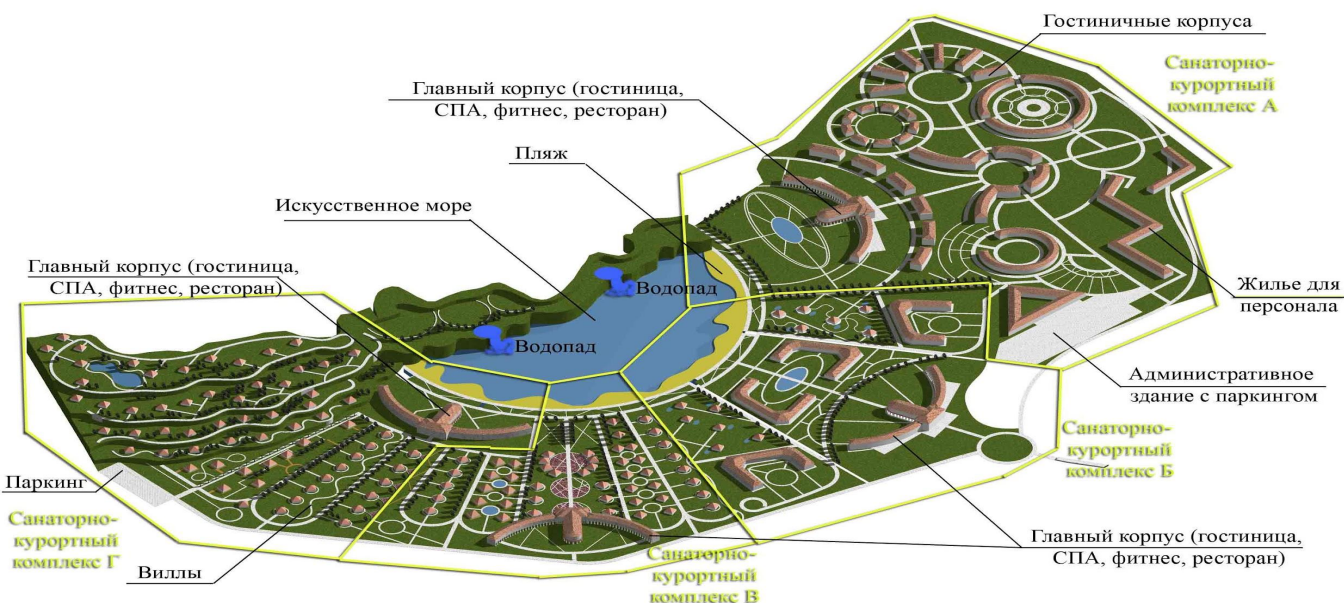 Гостиничные корпуса
Санаторно-
курортный
комплекс А
Главный корпус (гостиница,
СПА, фитнес, ресторан)
Пляж
Искусственное море
Главный корпус (гостиница,
СПА, фитнес, ресторан)
Водопад
Водопад
Жилье для
персонала
Административное
здание с паркингом
Санаторно-
курортный
комплекс Б
Паркинг
Санаторно-
курортный
комплекс Г
Виллы
Санаторно-
курортный
комплекс В
Главный корпус (гостиница,
СПА, фитнес, ресторан)